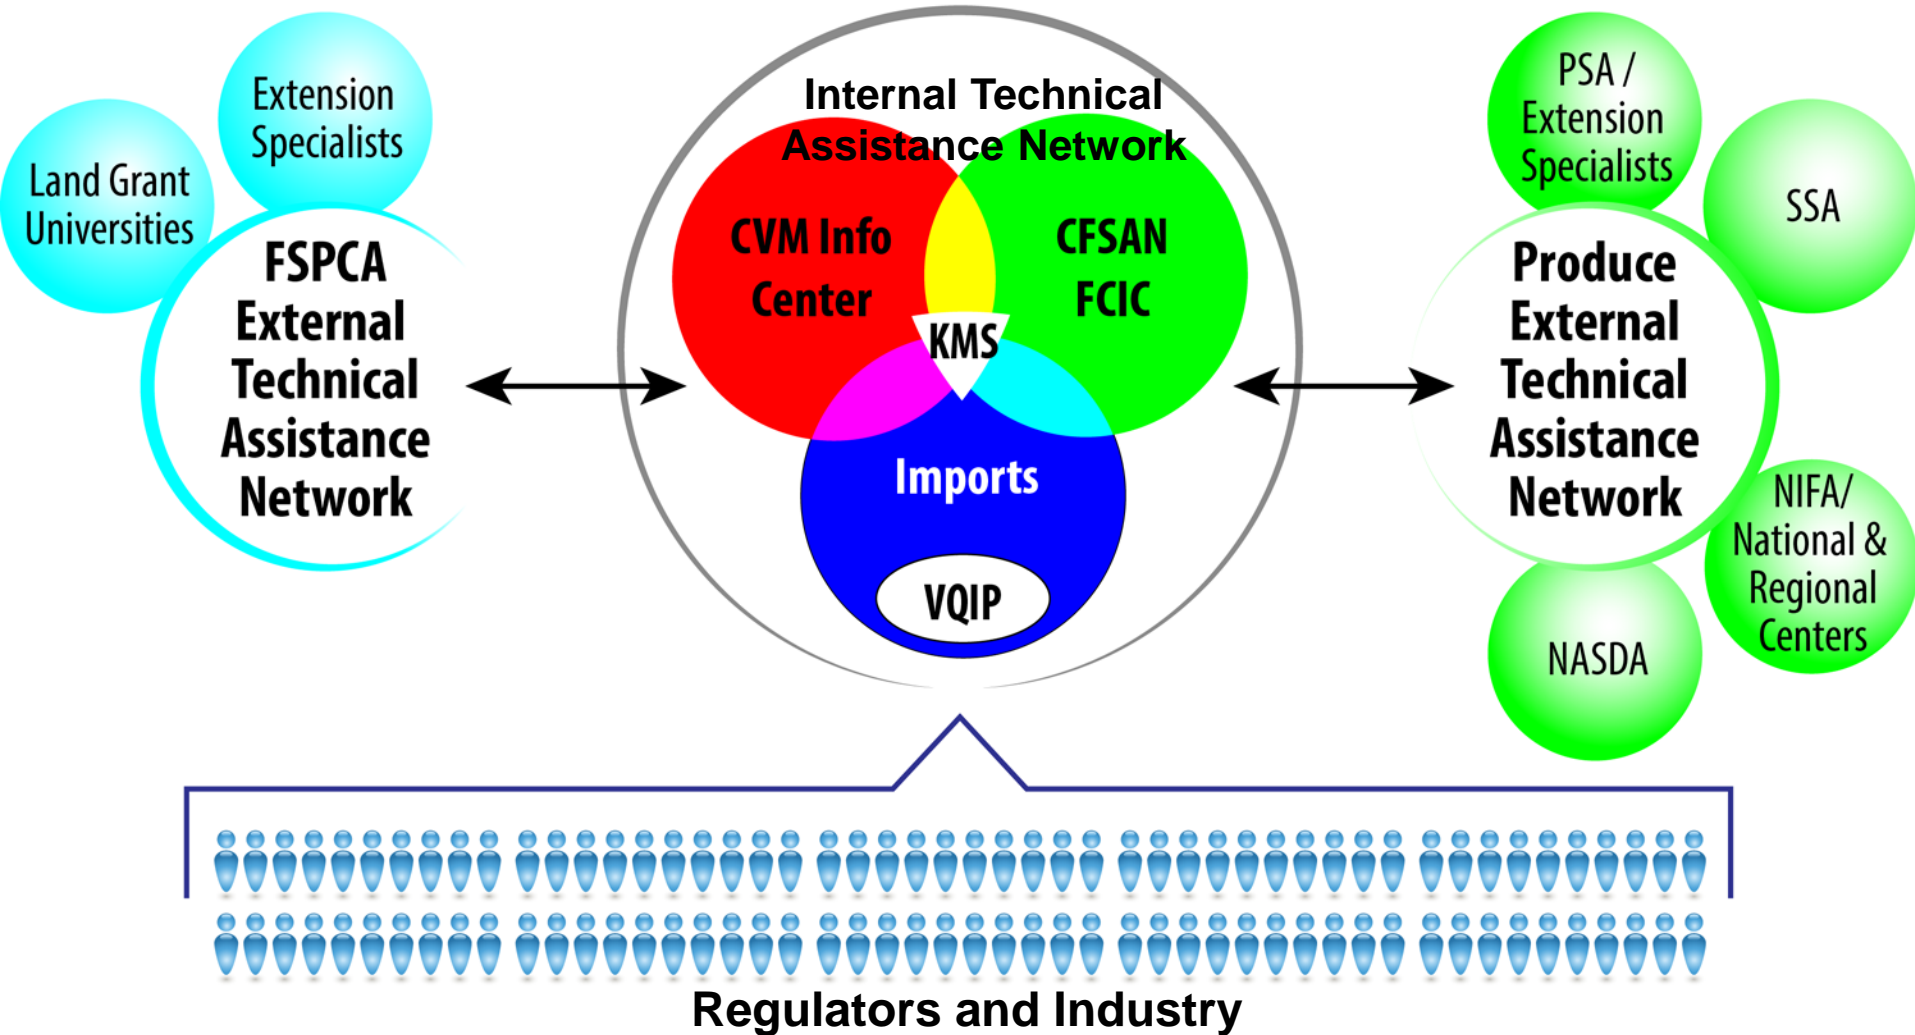 Extension
Specialists
Land Grant
Universities
FSPCA
External
Technical
Assistance
Network
Internal Technical
Assistance Network
CVM Info
Center
CFSAN
FCIC
KMS
Imports
VQIP
PSA /
Extension
Specialists
SSA
Produce
External
Technical
Assistance
Network
NIFA/
National &
Regional
Centers
NASDA
Regulators and Industry